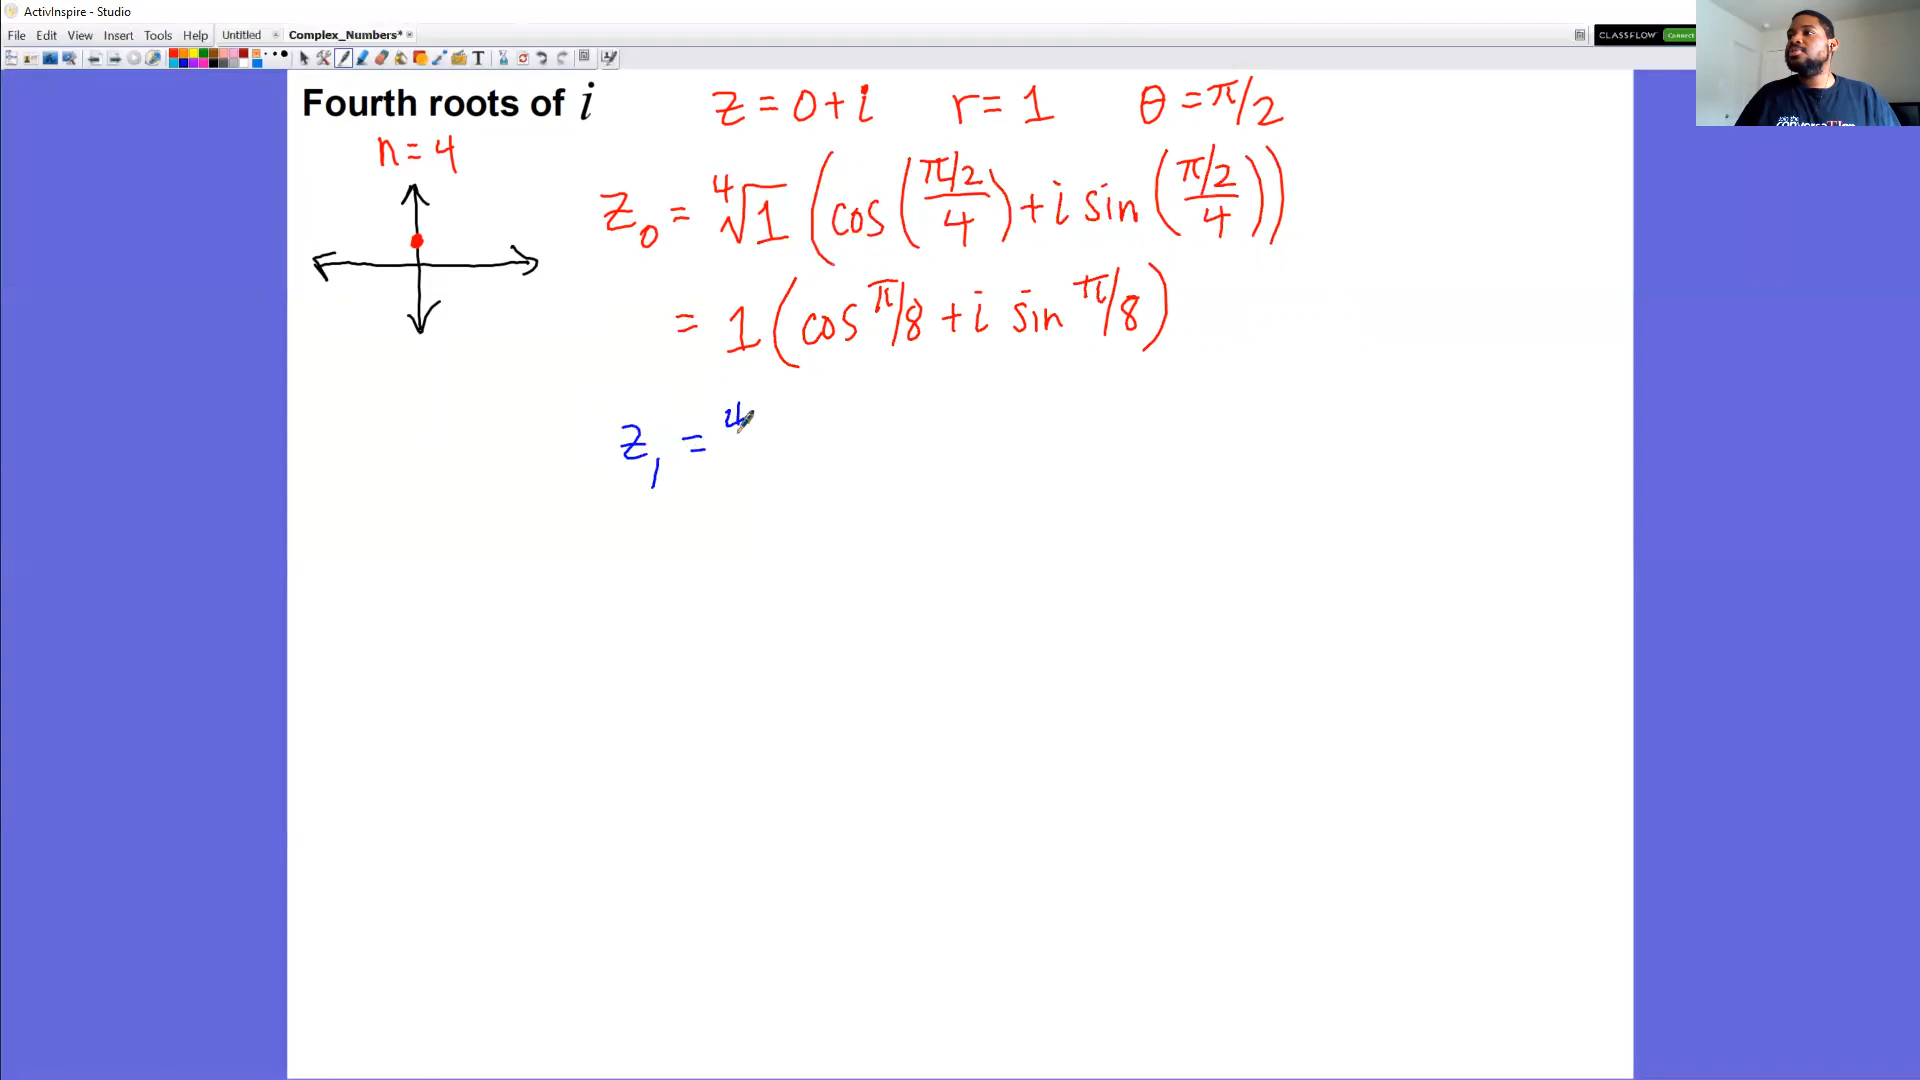 ActivInspire - Studio
File Edit View Insert Tools Help Untitled Complex_Numbers* CLASSFLOW Connect
Fourth roots of i z = 0 + i r = 1 θ = π/2
n = 4
z₀ = ⁴√1 (cos((π/2)/4) + i sin((π/2)/4))
= 1 (cos π/8 + i sin π/8)
z₁ = 4